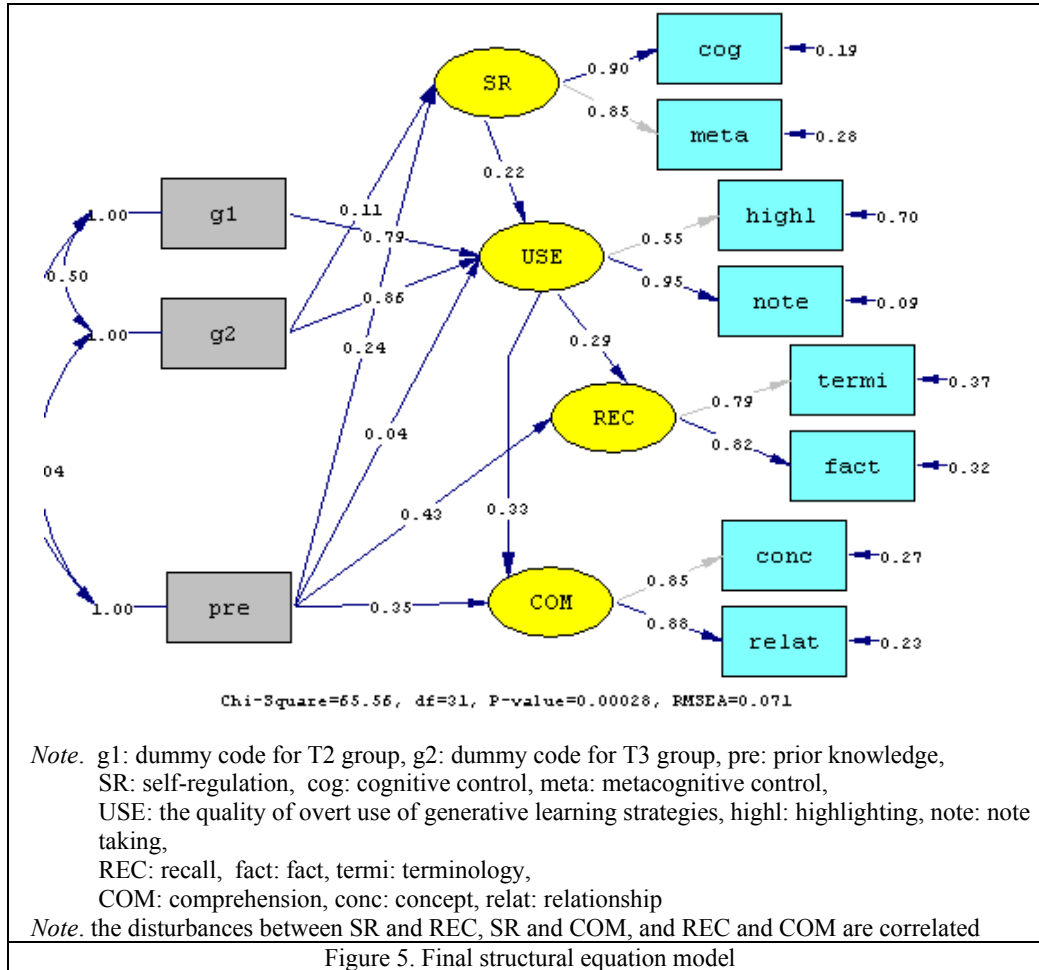 cog
0.19
0.90
SR
0.85
meta
0.28
0.22
g1
1.00
0.11
0.79
highl
0.70
0.55
USE
0.50
0.86
0.95
note
0.09
g2
1.00
0.24
0.29
termi
0.37
0.79
REC
0.04
0.82
fact
0.32
04
0.43
0.33
conc
0.27
0.85
pre
1.00
0.35
COM
0.88
relat
0.23
Chi-Square=65.56, df=31, P-value=0.00028, RMSEA=0.071
Note. g1: dummy code for T2 group, g2: dummy code for T3 group, pre: prior knowledge,
SR: self-regulation, cog: cognitive control, meta: metacognitive control,
USE: the quality of overt use of generative learning strategies, highl: highlighting, note: note
taking,
REC: recall, fact: fact, termi: terminology,
COM: comprehension, conc: concept, relat: relationship
Note. the disturbances between SR and REC, SR and COM, and REC and COM are correlated
Figure 5. Final structural equation model